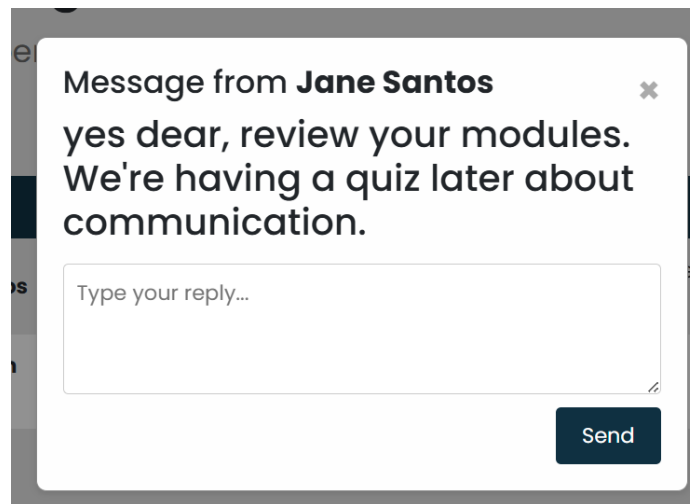 Message from Jane Santos
✖
yes dear, review your modules.
We're having a quiz later about
communication.
Type your reply...
Send